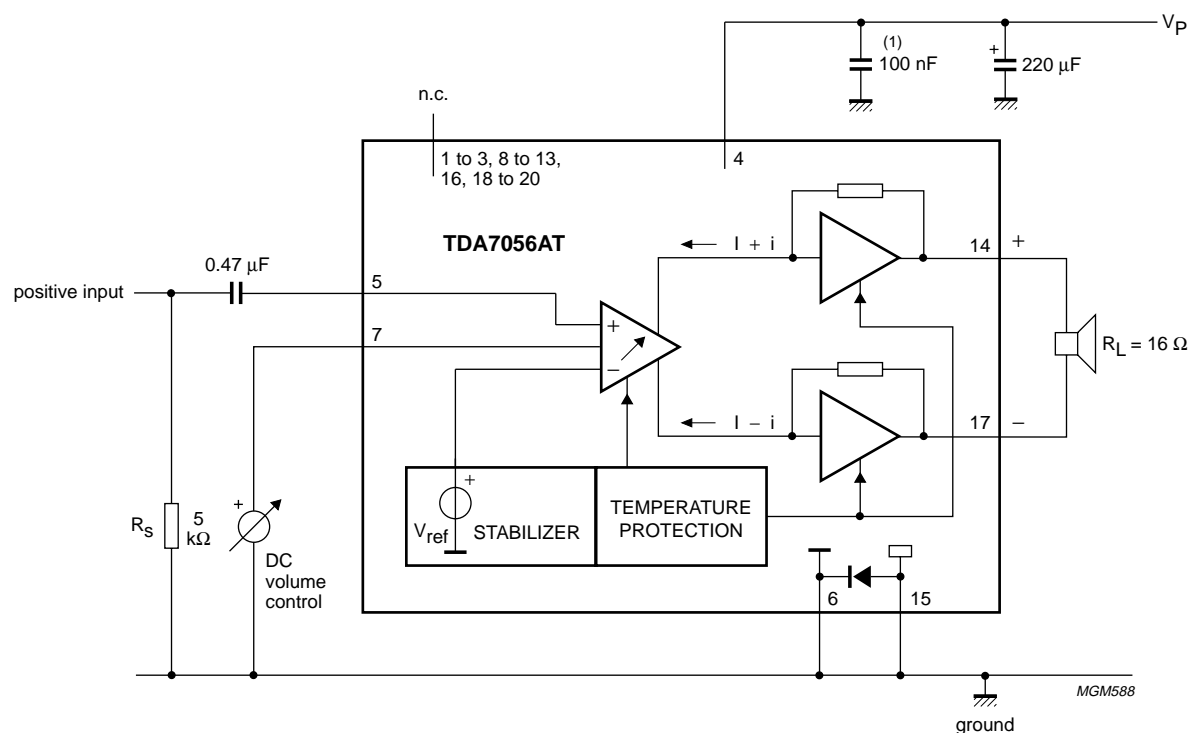 V_P
(1)
100 nF
+
220 μF
n.c.
1 to 3, 8 to 13,
16, 18 to 20
4
TDA7056AT
I + i
14
+
0.47 μF
positive input
5
+
7
−
R_L = 16 Ω
I − i
17
−
+
V_ref
STABILIZER
TEMPERATURE
PROTECTION
R_s
5
kΩ
+
DC
volume
control
6
15
MGM588
ground